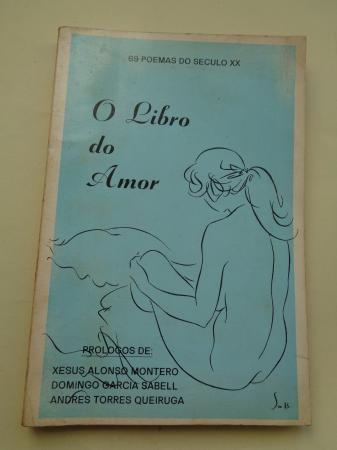 69 POEMAS DO SECULO XX
O Libro
do
Amor
PROLOGOS DE:
XESUS ALONSO MONTERO
DOMINGO GARCIA SABELL
ANDRES TORRES QUEIRUGA